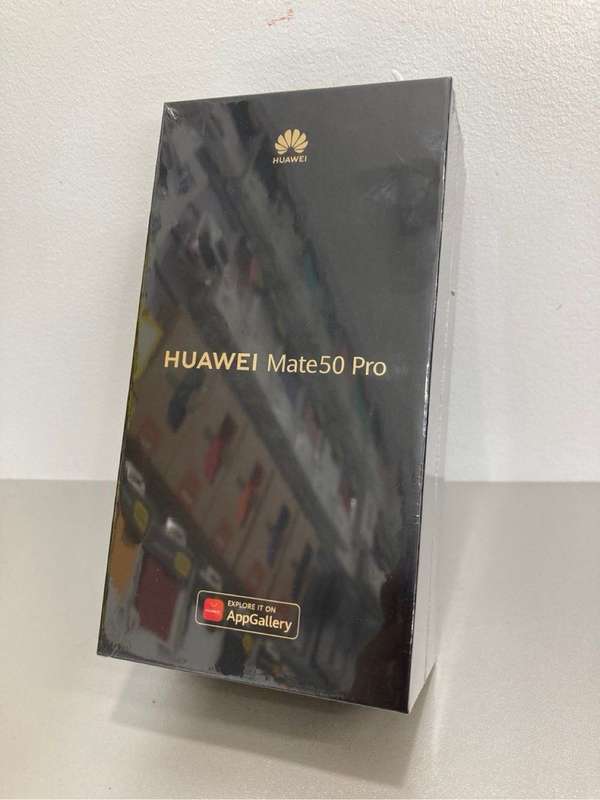 HUAWEI
HUAWEI Mate50 Pro
EXPLORE IT ON
AppGallery